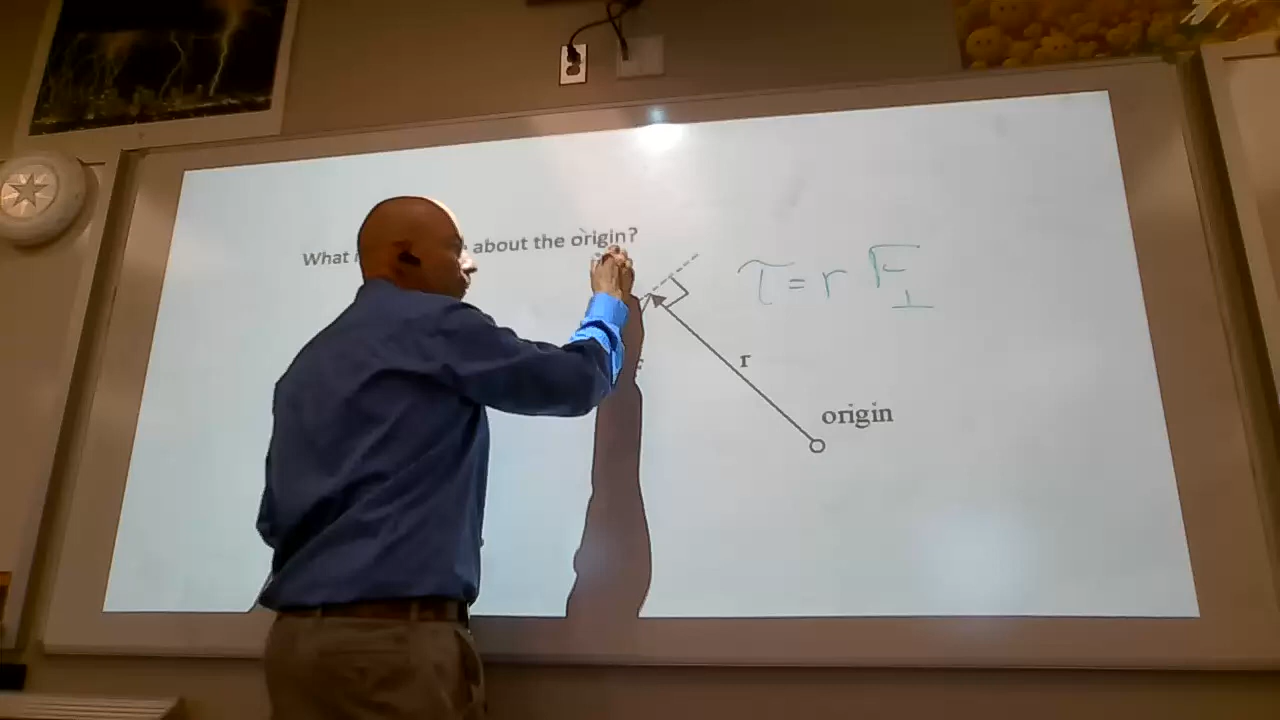 What about the origin?
τ = r F⊥
r
F
origin